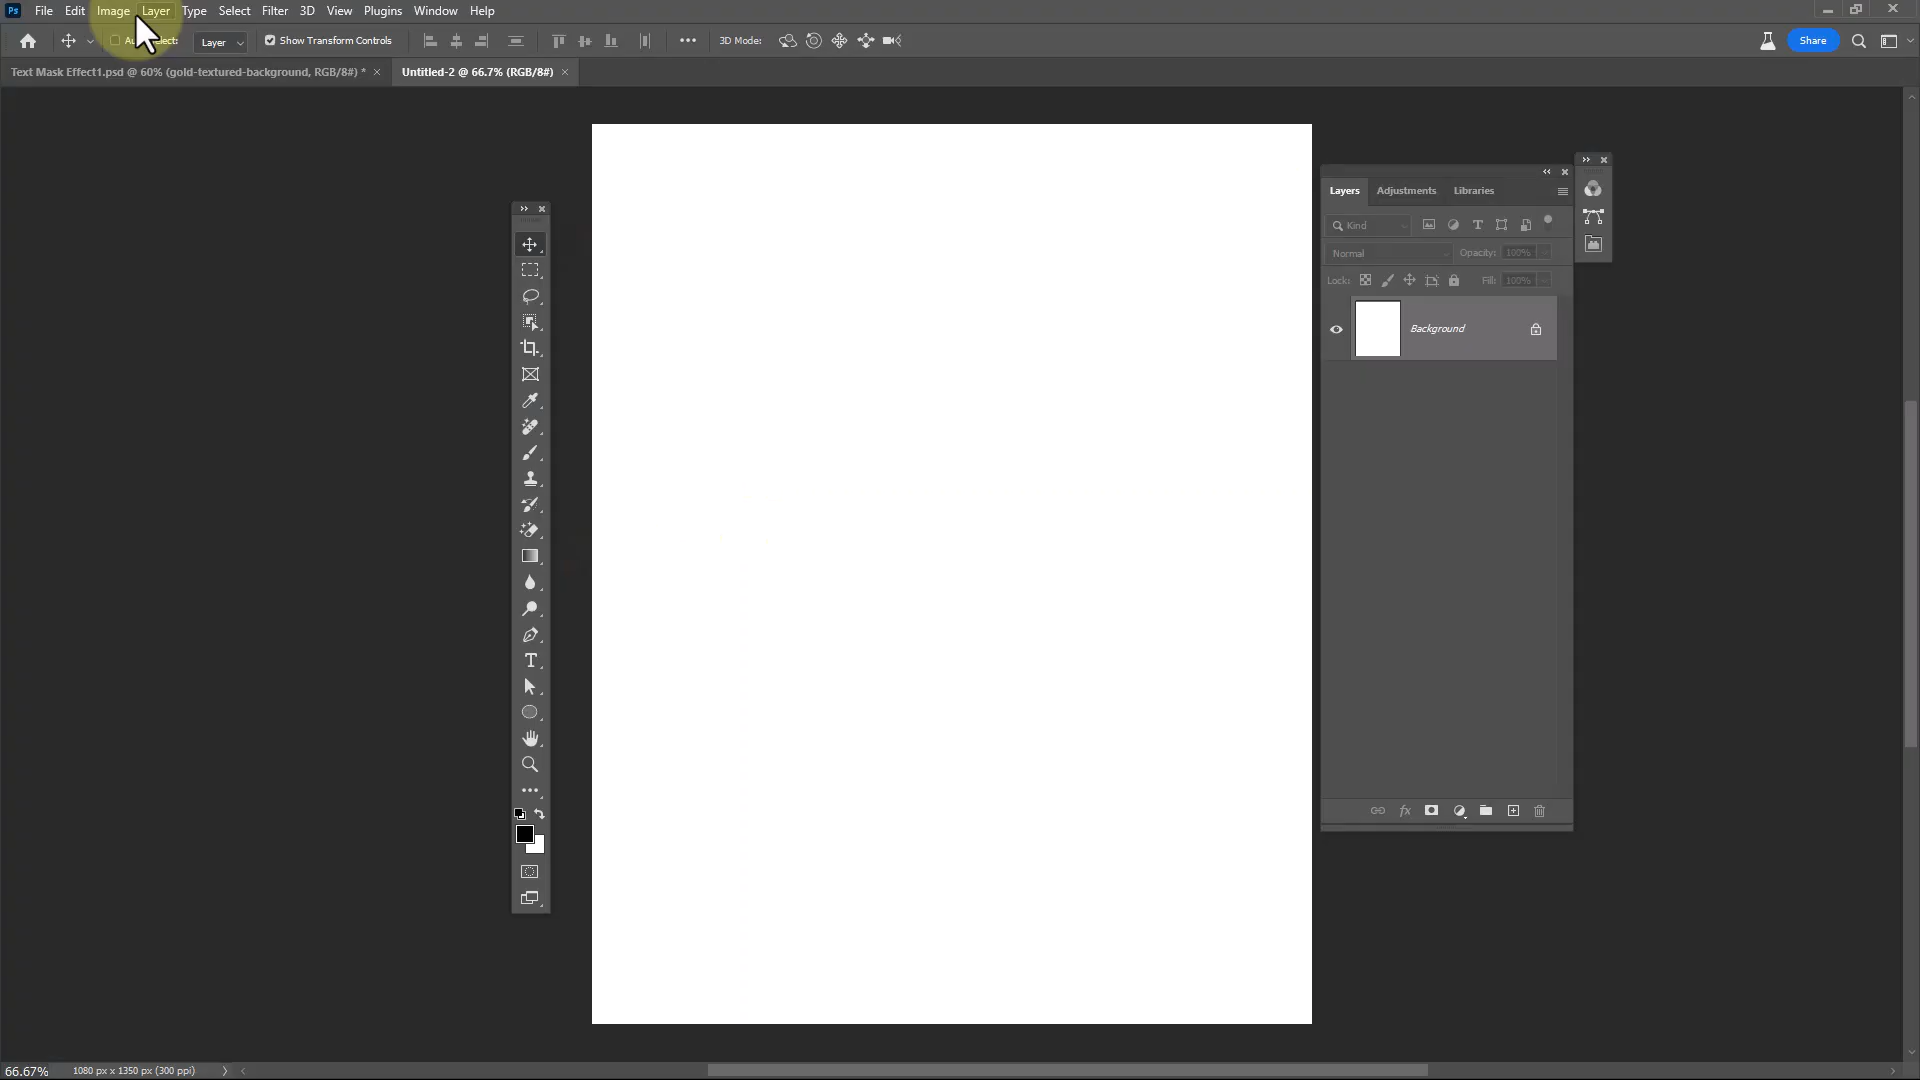 Ps File Edit Image Layer Type Select Filter 3D View Plugins Window Help
Layer Show Transform Controls 3D Mode: Share
Text Mask Effect1.psd @ 60% (gold-textured-background, RGB/8#) * × Untitled-2 @ 66.7% (RGB/8#) ×
Layers Adjustments Libraries
Kind
Normal Opacity: 100%
Lock: Fill: 100%
Background
fx
66.67% 1080 px x 1350 px (300 ppi)